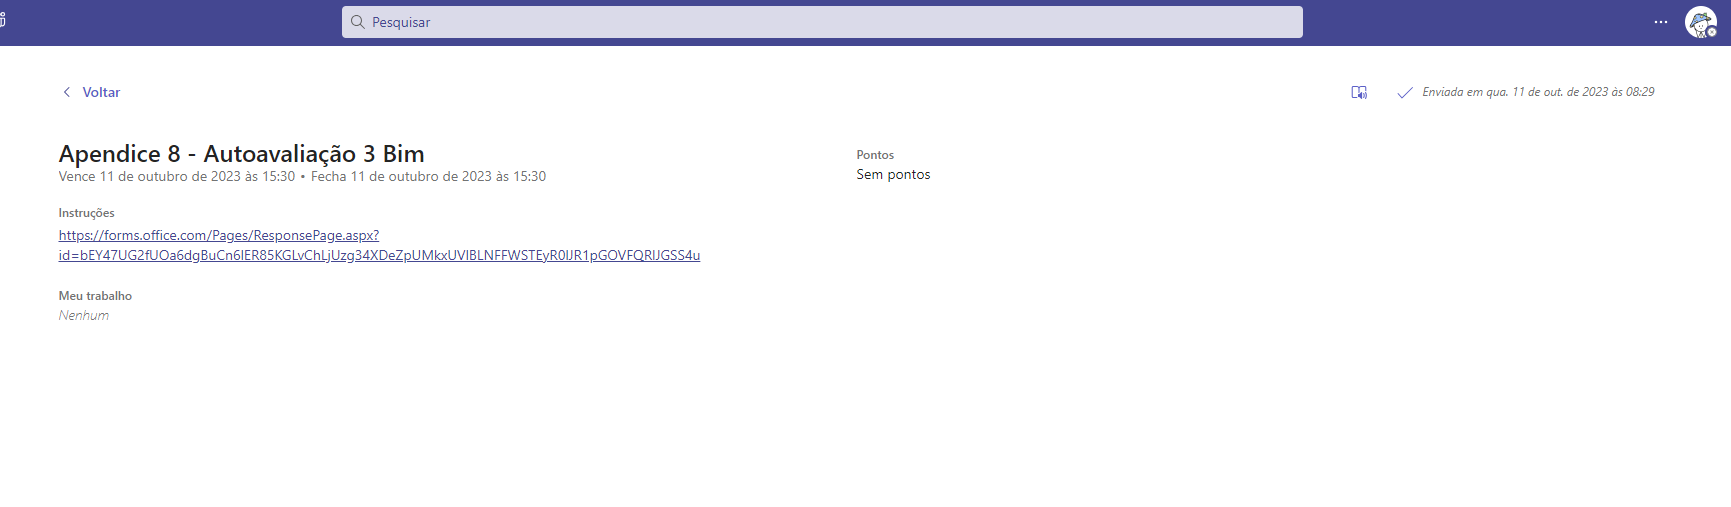 Pesquisar
Voltar
Enviada em qua. 11 de out. de 2023 às 08:29
Apendice 8 - Autoavaliação 3 Bim
Vence 11 de outubro de 2023 às 15:30 • Fecha 11 de outubro de 2023 às 15:30
Pontos
Sem pontos
Instruções
https://forms.office.com/Pages/ResponsePage.aspx?
id=bEY47UG2fUOa6dgBuCn6IER85KGLvChLjUzg34XDeZpUMkxUVlBLNFFWSTEyR0lJR1pGOVFQRlJGSS4u
Meu trabalho
Nenhum